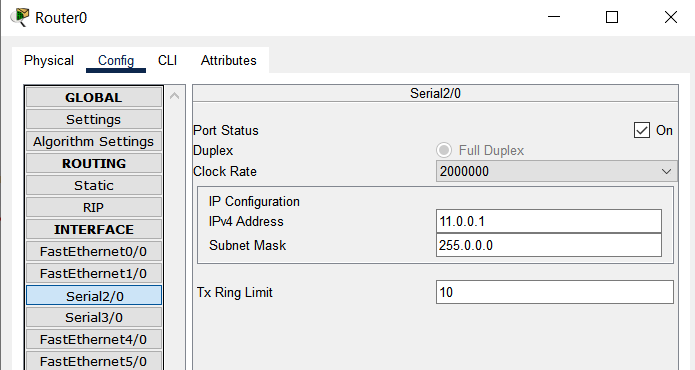 Router0
Physical Config CLI Attributes
GLOBAL
Settings
Algorithm Settings
ROUTING
Static
RIP
INTERFACE
FastEthernet0/0
FastEthernet1/0
Serial2/0
Serial3/0
FastEthernet4/0
FastEthernet5/0
Serial2/0
Port Status On
Duplex Full Duplex
Clock Rate 2000000
IP Configuration
IPv4 Address 11.0.0.1
Subnet Mask 255.0.0.0
Tx Ring Limit 10